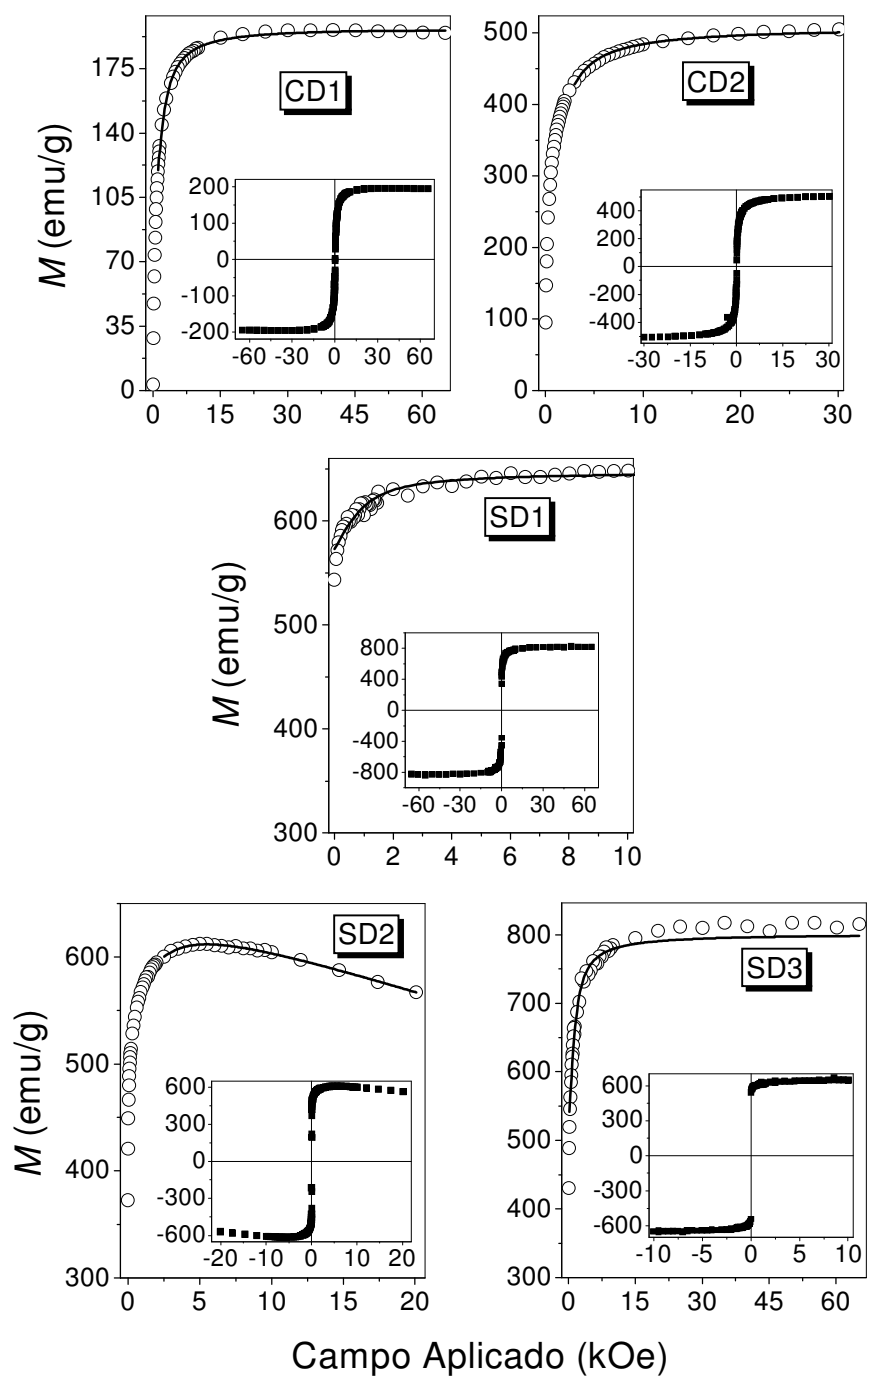 CD1
M (emu/g)
175
140
105
70
35
0
0 15 30 45 60
200
100
0
-100
-200
-60 -30 0 30 60
CD2
500
400
300
200
100
0
0 10 20 30
400
200
0
-200
-400
-30 -15 0 15 30
SD1
M (emu/g)
600
500
400
300
0 2 4 6 8 10
800
400
0
-400
-800
-60 -30 0 30 60
SD2
M (emu/g)
600
500
400
300
0 5 10 15 20
600
300
0
-300
-600
-20 -10 0 10 20
SD3
800
700
600
500
400
300
0 15 30 45 60
600
300
0
-300
-600
-10 -5 0 5 10
Campo Aplicado (kOe)